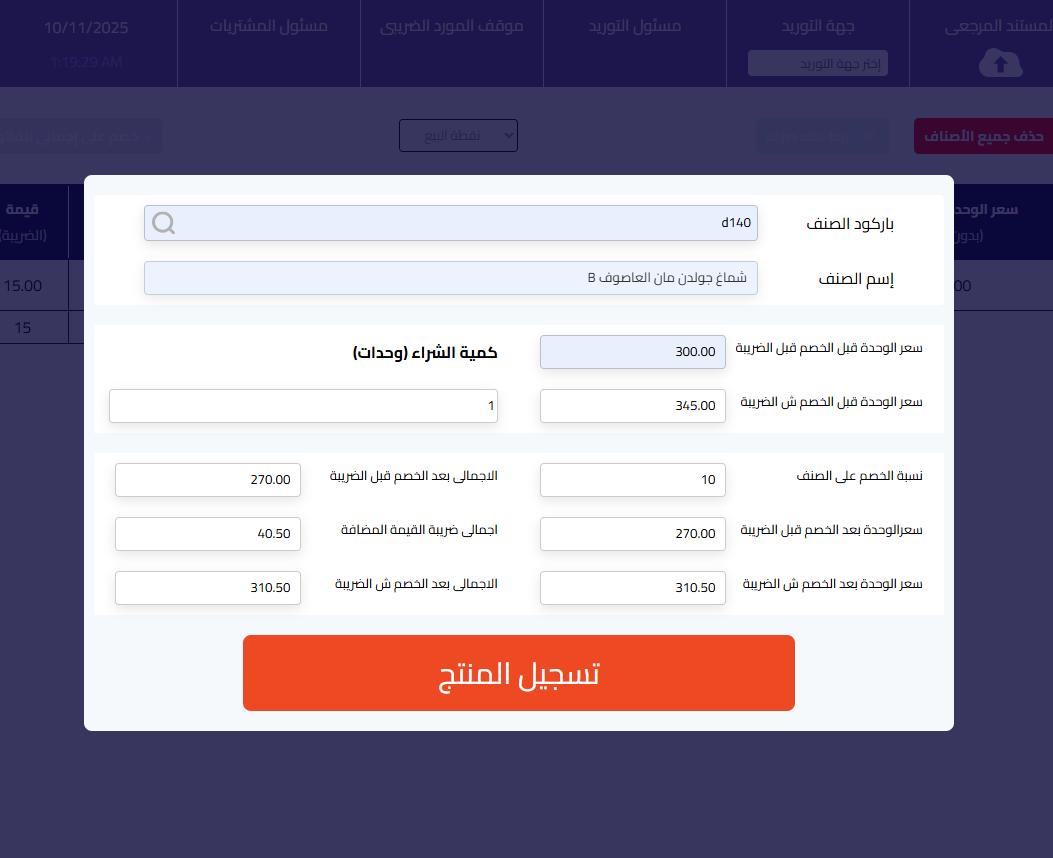 المستند المرجعى
جهة التوريد
مسئول التوريد
موقف المورد الضريبى
مسئول المشتريات
10/11/2025
إختر جهة التوريد
1:19:29 AM
حذف جميع الأصناف
نقطة البيع
خصم على إجمالى
سعر الوحدة
قيمة
(بدون
(الضريبة)
00
15.00
15
باركود الصنف
d140
إسم الصنف
شماغ جولدن مان العاصوف B
سعر الوحدة قبل الخصم قبل الضريبة
300.00
كمية الشراء (وحدات)
سعر الوحدة قبل الخصم ش الضريبة
345.00
1
نسبة الخصم على الصنف
10
الاجمالى بعد الخصم قبل الضريبة
270.00
سعرالوحدة بعد الخصم قبل الضريبة
270.00
اجمالى ضريبة القيمة المضافة
40.50
سعر الوحدة بعد الخصم ش الضريبة
310.50
الاجمالى بعد الخصم ش الضريبة
310.50
تسجيل المنتج